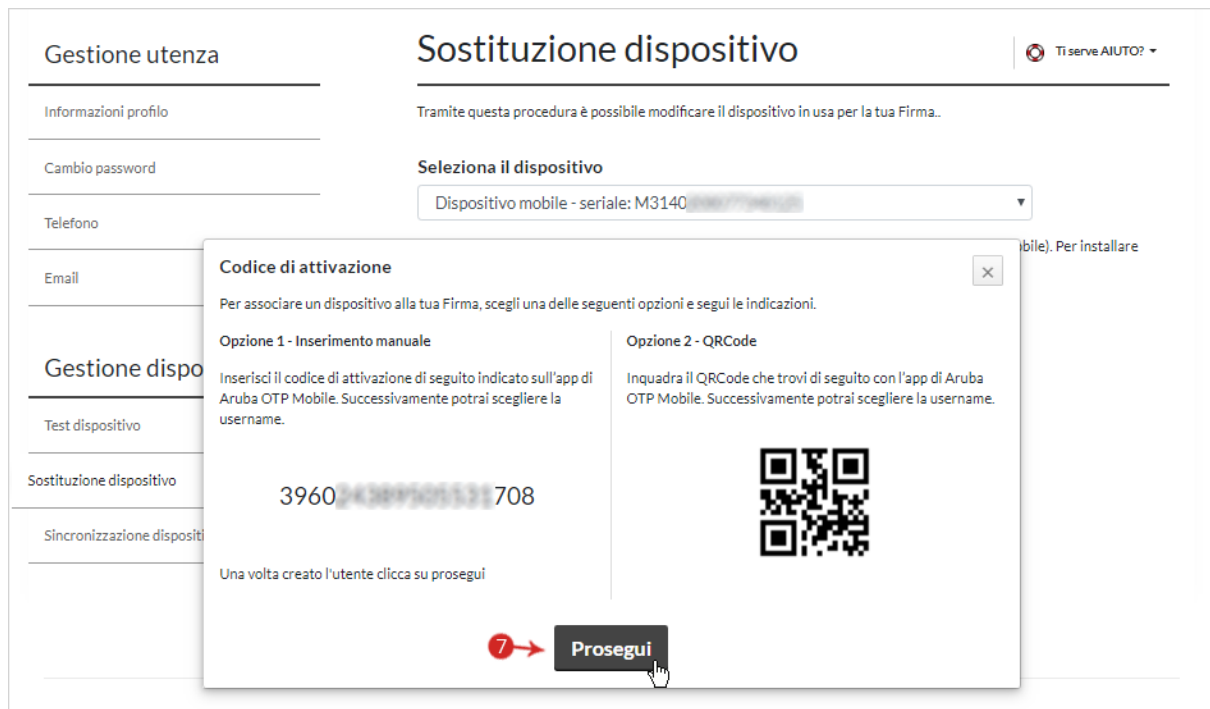 Gestione utenza
Informazioni profilo
Cambio password
Telefono
Email
Gestione dispo
Test dispositivo
Sostituzione dispositivo
Sincronizzazione dispositi
Sostituzione dispositivo
Ti serve AIUTO?
Tramite questa procedura è possibile modificare il dispositivo in usa per la tua Firma..
Seleziona il dispositivo
Dispositivo mobile - seriale: M3140
Per installare
Codice di attivazione
×
Per associare un dispositivo alla tua Firma, scegli una delle seguenti opzioni e segui le indicazioni.
Opzione 1 - Inserimento manuale
Inserisci il codice di attivazione di seguito indicato sull'app di
Aruba OTP Mobile. Successivamente potrai scegliere la
username.
3960 708
Una volta creato l'utente clicca su prosegui
Opzione 2 - QRCode
Inquadra il QRCode che trovi di seguito con l'app di Aruba
OTP Mobile. Successivamente potrai scegliere la username.
7
Prosegui